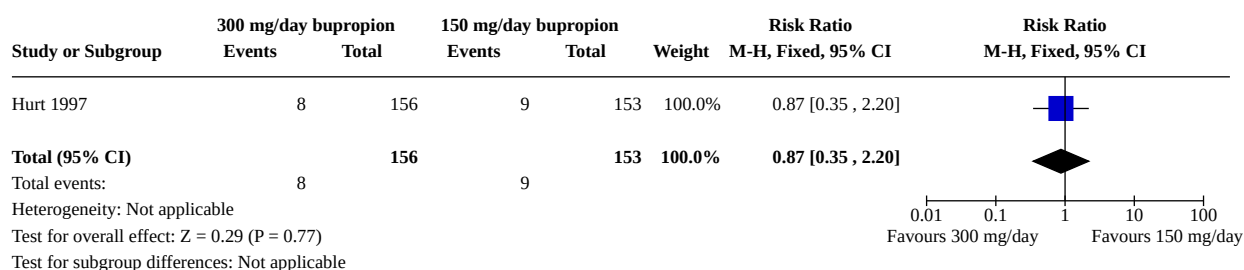 300 mg/day bupropion 150 mg/day bupropion Risk Ratio Risk Ratio
Study or Subgroup Events Total Events Total Weight M-H, Fixed, 95% CI M-H, Fixed, 95% CI
Hurt 1997 8 156 9 153 100.0% 0.87 [0.35 , 2.20]
Total (95% CI) 156 153 100.0% 0.87 [0.35 , 2.20]
Total events: 8 9
Heterogeneity: Not applicable
0.01 0.1 1 10 100
Test for overall effect: Z = 0.29 (P = 0.77) Favours 300 mg/day Favours 150 mg/day
Test for subgroup differences: Not applicable